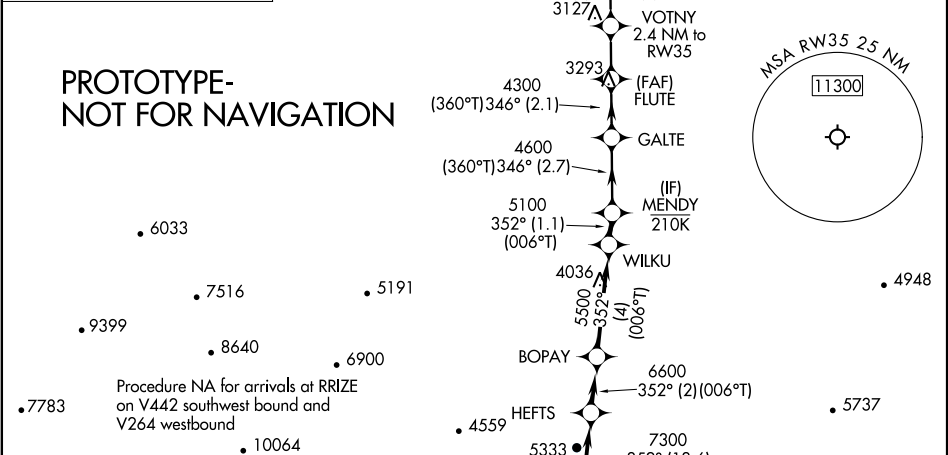 3127
VOTNY
2.4 NM to
RW35
MSA RW35 25 NM
11300
PROTOTYPE-
NOT FOR NAVIGATION
3293
(FAF)
FLUTE
4300
(360°T)346° (2.1)
GALTE
4600
(360°T)346° (2.7)
(IF)
MENDY
210K
5100
352° (1.1)
(006°T)
WILKU
6033
4036
5500
352°
(4)
(006°T)
4948
7516
5191
9399
8640
6900
BOPAY
6600
352° (2)(006°T)
Procedure NA for arrivals at RRIZE
on V442 southwest bound and
V264 westbound
7783
HEFTS
5737
4559
10064
5333
7300